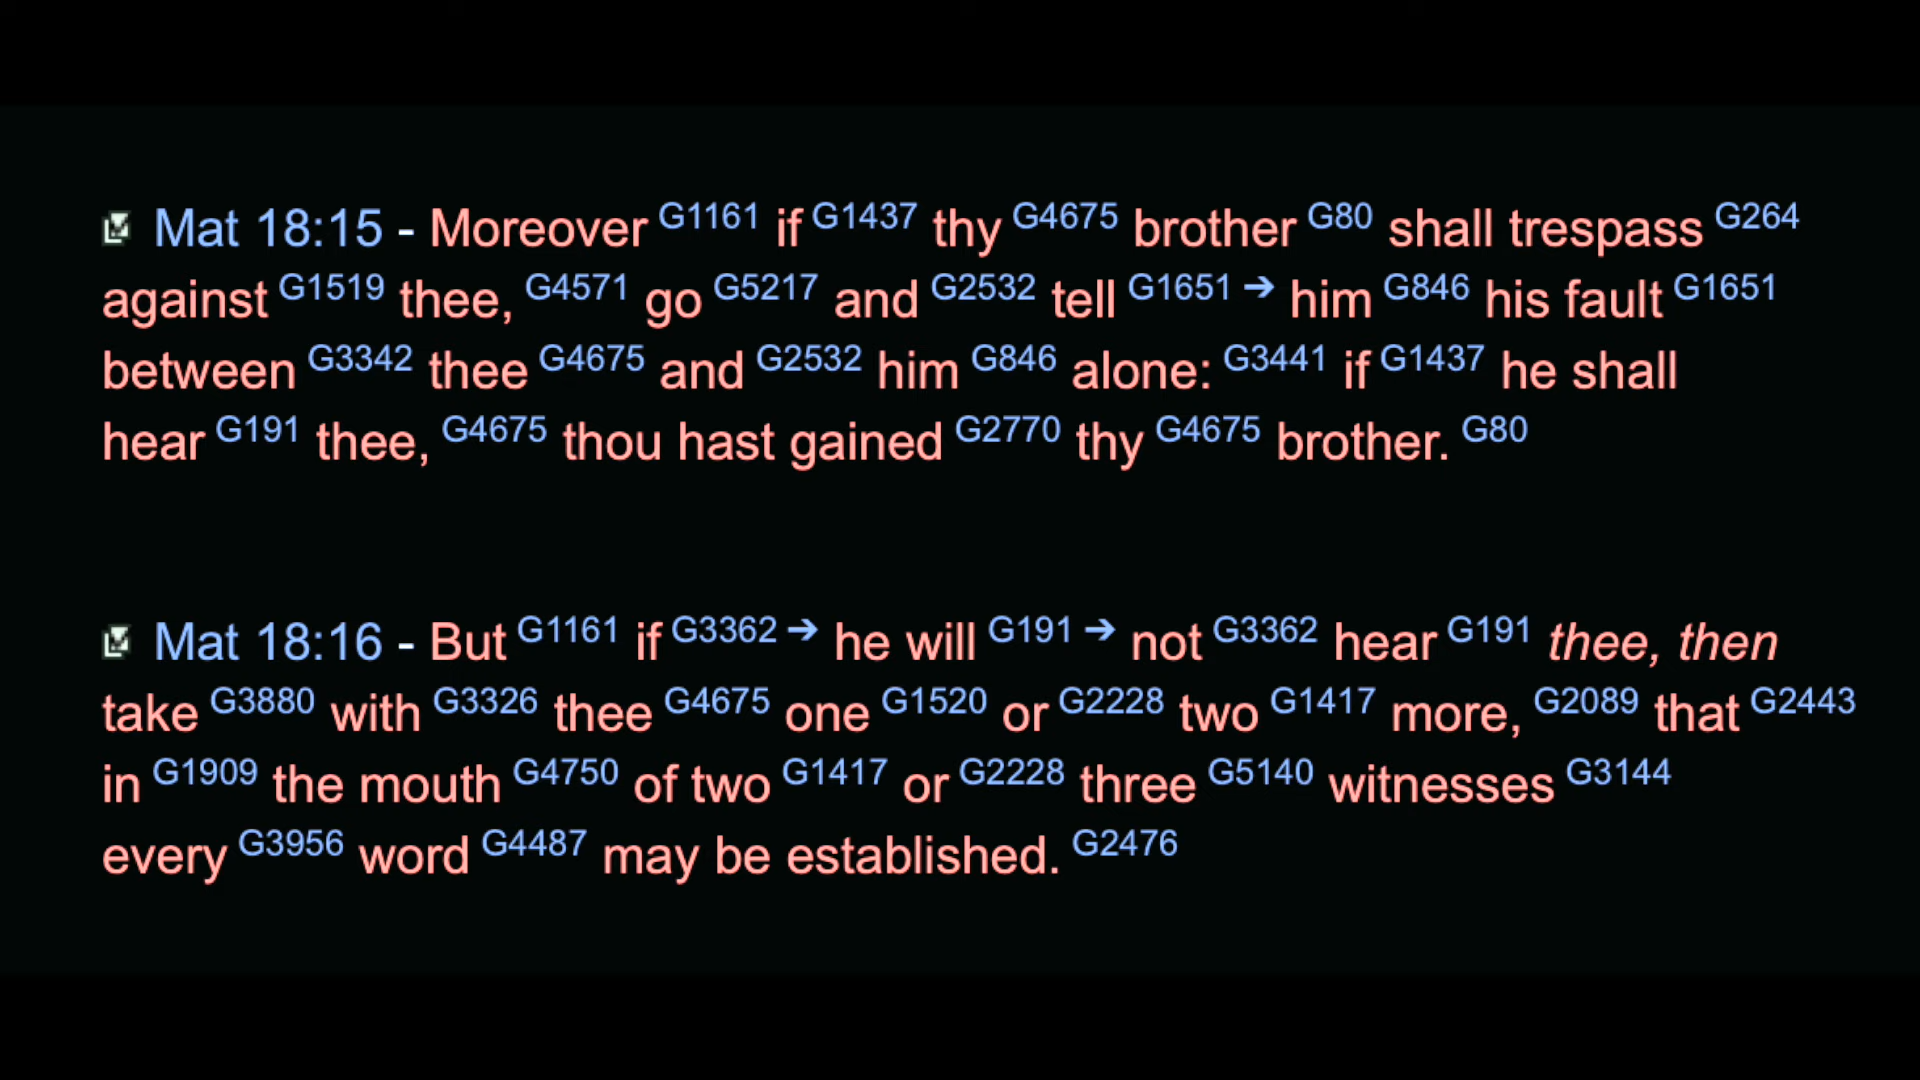 Mat 18:15 - Moreover G1161 if G1437 thy G4675 brother G80 shall trespass G264
against G1519 thee, G4571 go G5217 and G2532 tell G1651 ➔ him G846 his fault G1651
between G3342 thee G4675 and G2532 him G846 alone: G3441 if G1437 he shall
hear G191 thee, G4675 thou hast gained G2770 thy G4675 brother. G80
Mat 18:16 - But G1161 if G3362 ➔ he will G191 ➔ not G3362 hear G191 thee, then
take G3880 with G3326 thee G4675 one G1520 or G2228 two G1417 more, G2089 that G2443
in G1909 the mouth G4750 of two G1417 or G2228 three G5140 witnesses G3144
every G3956 word G4487 may be established. G2476